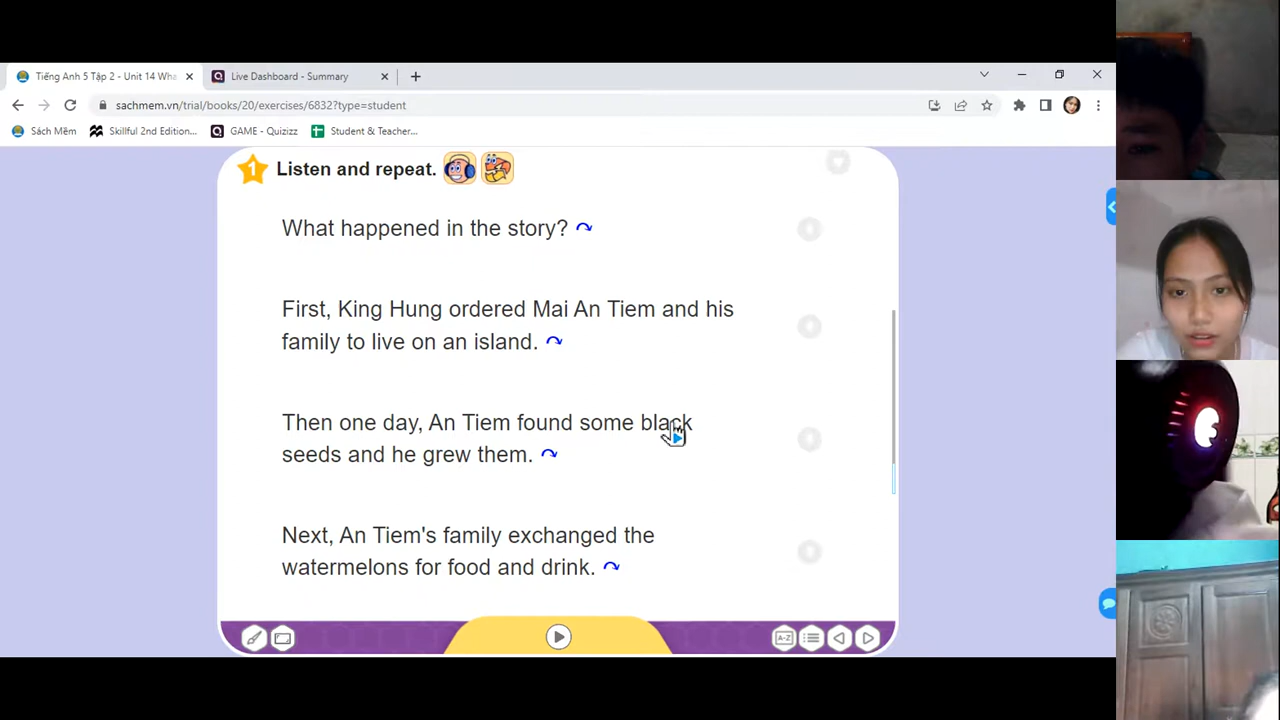 Tiếng Anh 5 Tập 2 - Unit 14 Wha
Live Dashboard - Summary
sachmem.vn/trial/books/20/exercises/6832?type=student
Sách Mềm
Skillful 2nd Edition...
GAME - Quizizz
Student & Teacher...
1 Listen and repeat.
What happened in the story?
First, King Hung ordered Mai An Tiem and his
family to live on an island.
Then one day, An Tiem found some black
seeds and he grew them.
Next, An Tiem's family exchanged the
watermelons for food and drink.
A-Z